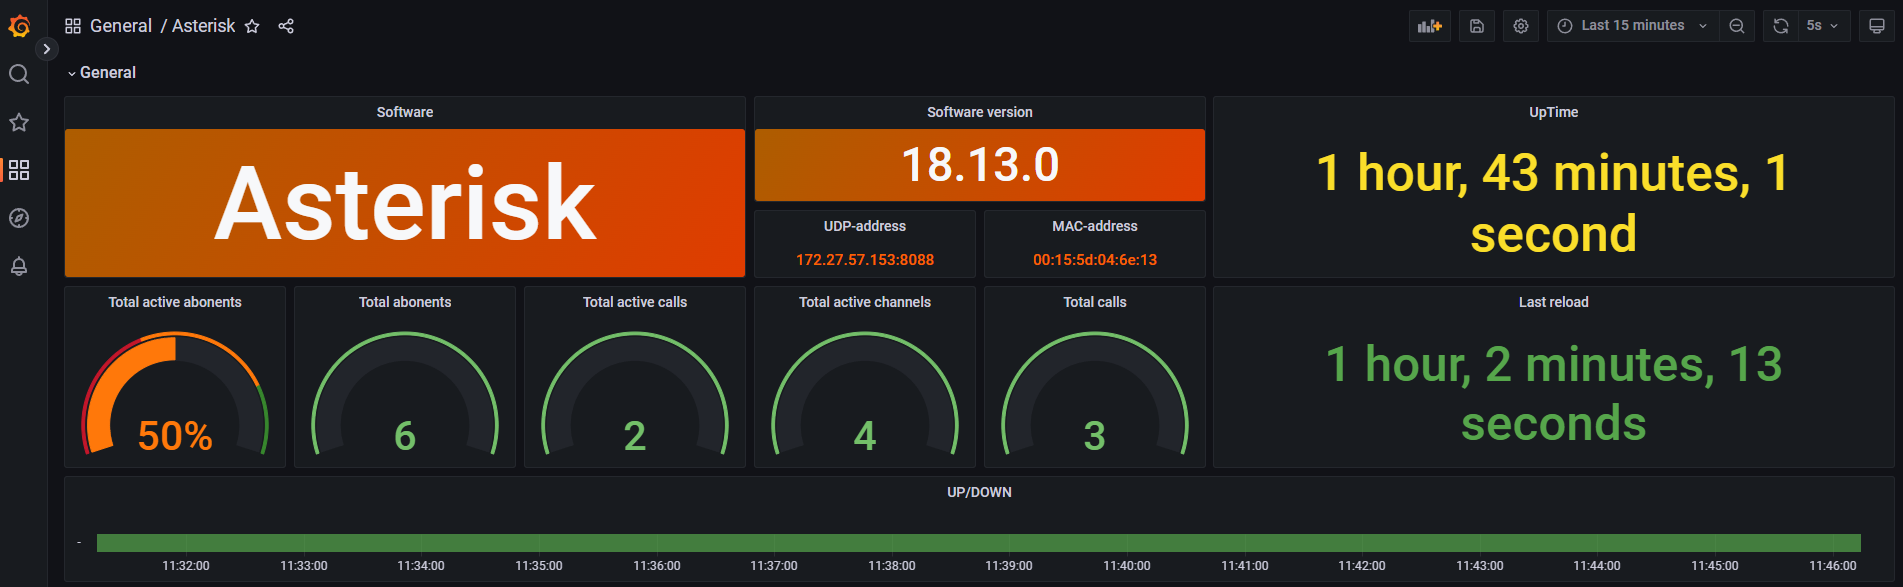 General / Asterisk
Last 15 minutes
5s
General
Software
Asterisk
Software version
18.13.0
UDP-address
172.27.57.153:8088
MAC-address
00:15:5d:04:6e:13
UpTime
1 hour, 43 minutes, 1
second
Total active abonents
50%
Total abonents
6
Total active calls
2
Total active channels
4
Total calls
3
Last reload
1 hour, 2 minutes, 13
seconds
UP/DOWN
-
11:32:00 11:33:00 11:34:00 11:35:00 11:36:00 11:37:00 11:38:00 11:39:00 11:40:00 11:41:00 11:42:00 11:43:00 11:44:00 11:45:00 11:46:00